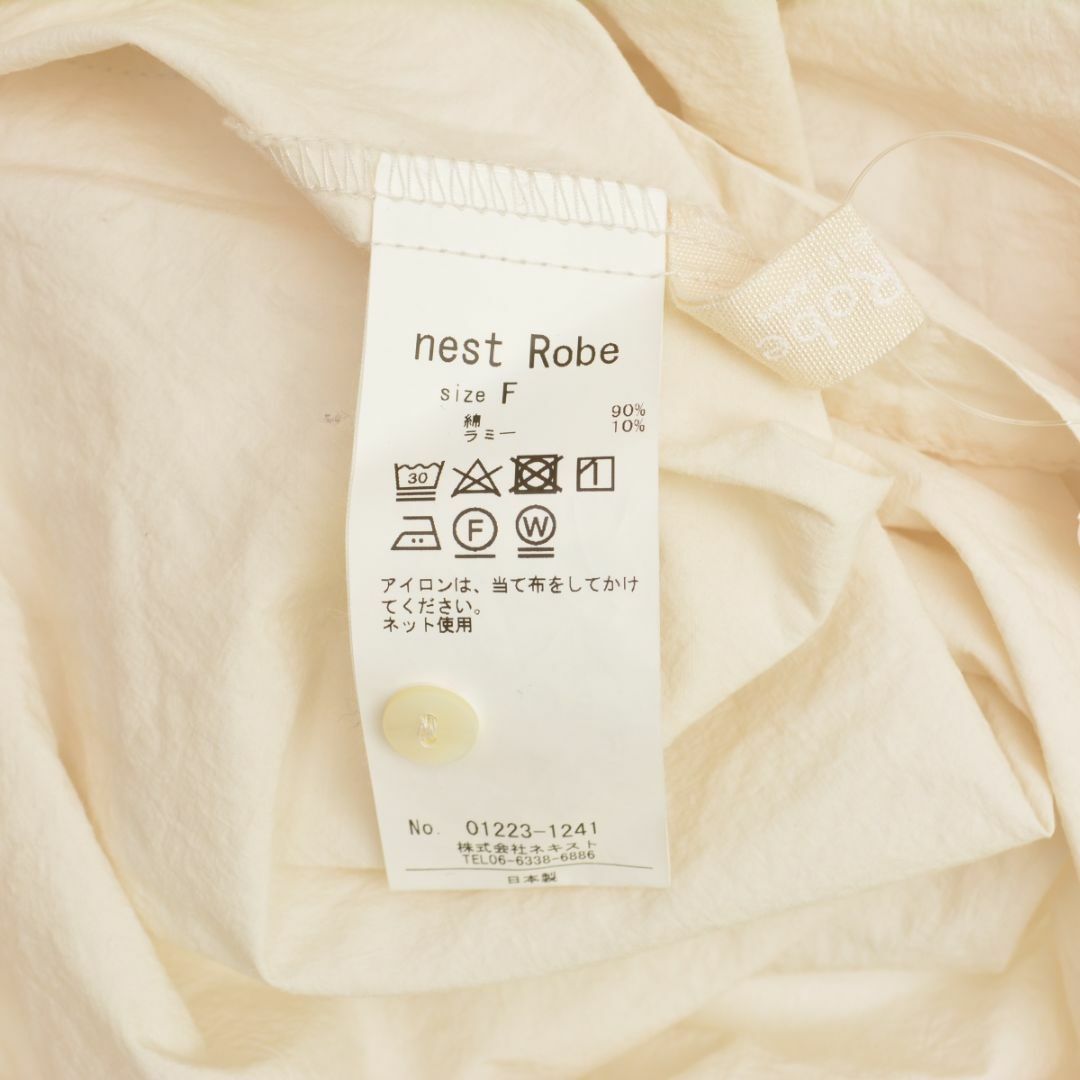 nest Robe
size F
綿 90%
ラミー 10%
30
1
F W
アイロンは、当て布をしてかけ
てください。
ネット使用
No. 01223-1241
株式会社ネキスト
TEL06-6338-6886
日本製
Robe